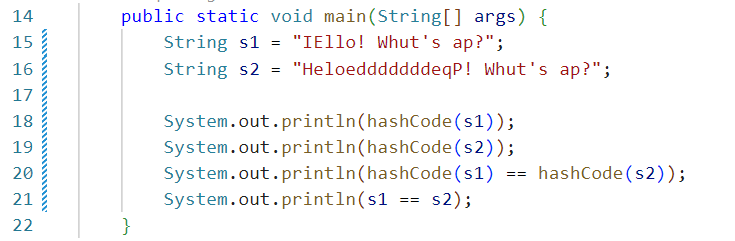 14 public static void main(String[] args) {
15 String s1 = "IEllo! Whut's ap?";
16 String s2 = "HeloedddddddeqP! Whut's ap?";
17
18 System.out.println(hashCode(s1));
19 System.out.println(hashCode(s2));
20 System.out.println(hashCode(s1) == hashCode(s2));
21 System.out.println(s1 == s2);
22 }